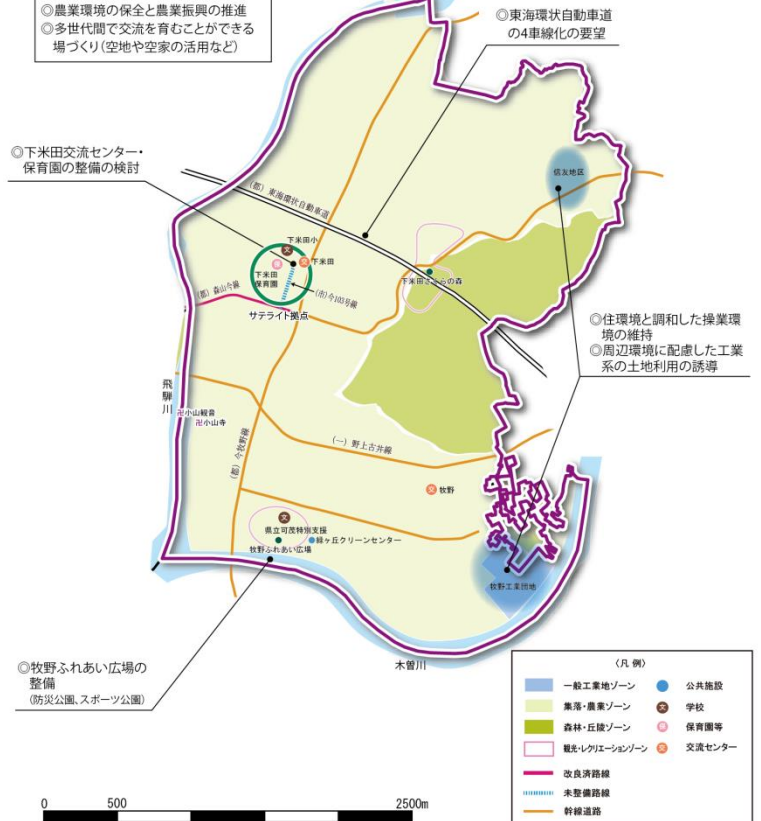 ◎農業環境の保全と農業振興の推進
◎多世代間で交流を育むことができる
場づくり(空地や空家の活用など)
◎東海環状自動車道
の4車線化の要望
◎下米田交流センター・
保育園の整備の検討
信友地区
(都) 東海環状自動車道
下米田小
文
交 下米田
保
下米田
保育園
(市)今103号線
(都) 森山今線
サテライト拠点
下米田さくらの森
◎住環境と調和した操業環
境の維持
◎周辺環境に配慮した工業
系の土地利用の誘導
飛騨川
卍小山観音
卍小山寺
(都) 今牧野線
(一) 野上古井線
交 牧野
文
県立可茂特別支援
緑ヶ丘クリーンセンター
牧野ふれあい広場
牧野工業団地
木曽川
◎牧野ふれあい広場の
整備
(防災公園、スポーツ公園)
〈凡 例〉
一般工業地ゾーン
公共施設
集落・農業ゾーン
文 学校
森林・丘陵ゾーン
保 保育園等
観光・レクリエーションゾーン
交 交流センター
改良済路線
未整備路線
幹線道路
0 500 2500m